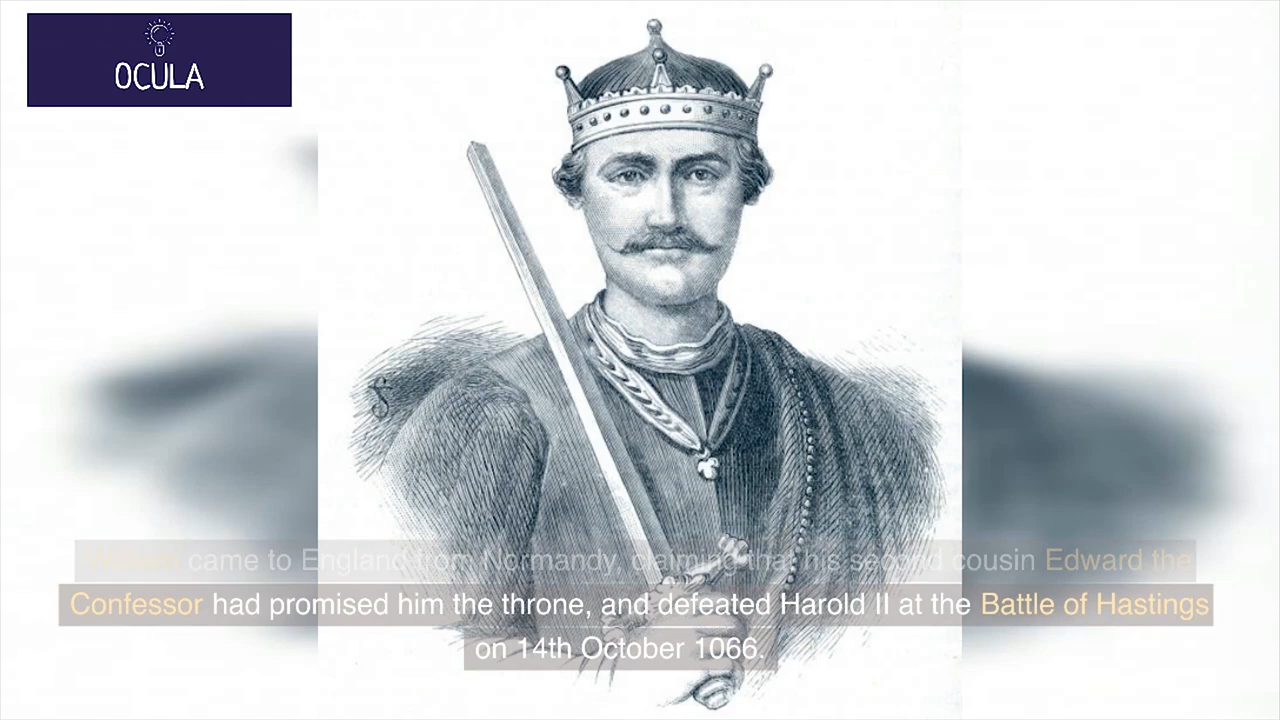 OCULA
William came to England from Normandy, claiming that his second cousin Edward the
Confessor had promised him the throne, and defeated Harold II at the Battle of Hastings
on 14th October 1066.